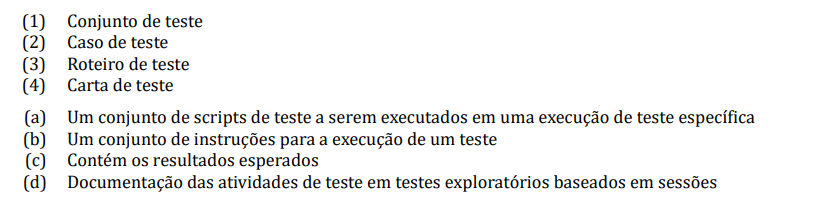 (1) Conjunto de teste
(2) Caso de teste
(3) Roteiro de teste
(4) Carta de teste
(a) Um conjunto de scripts de teste a serem executados em uma execução de teste específica
(b) Um conjunto de instruções para a execução de um teste
(c) Contém os resultados esperados
(d) Documentação das atividades de teste em testes exploratórios baseados em sessões